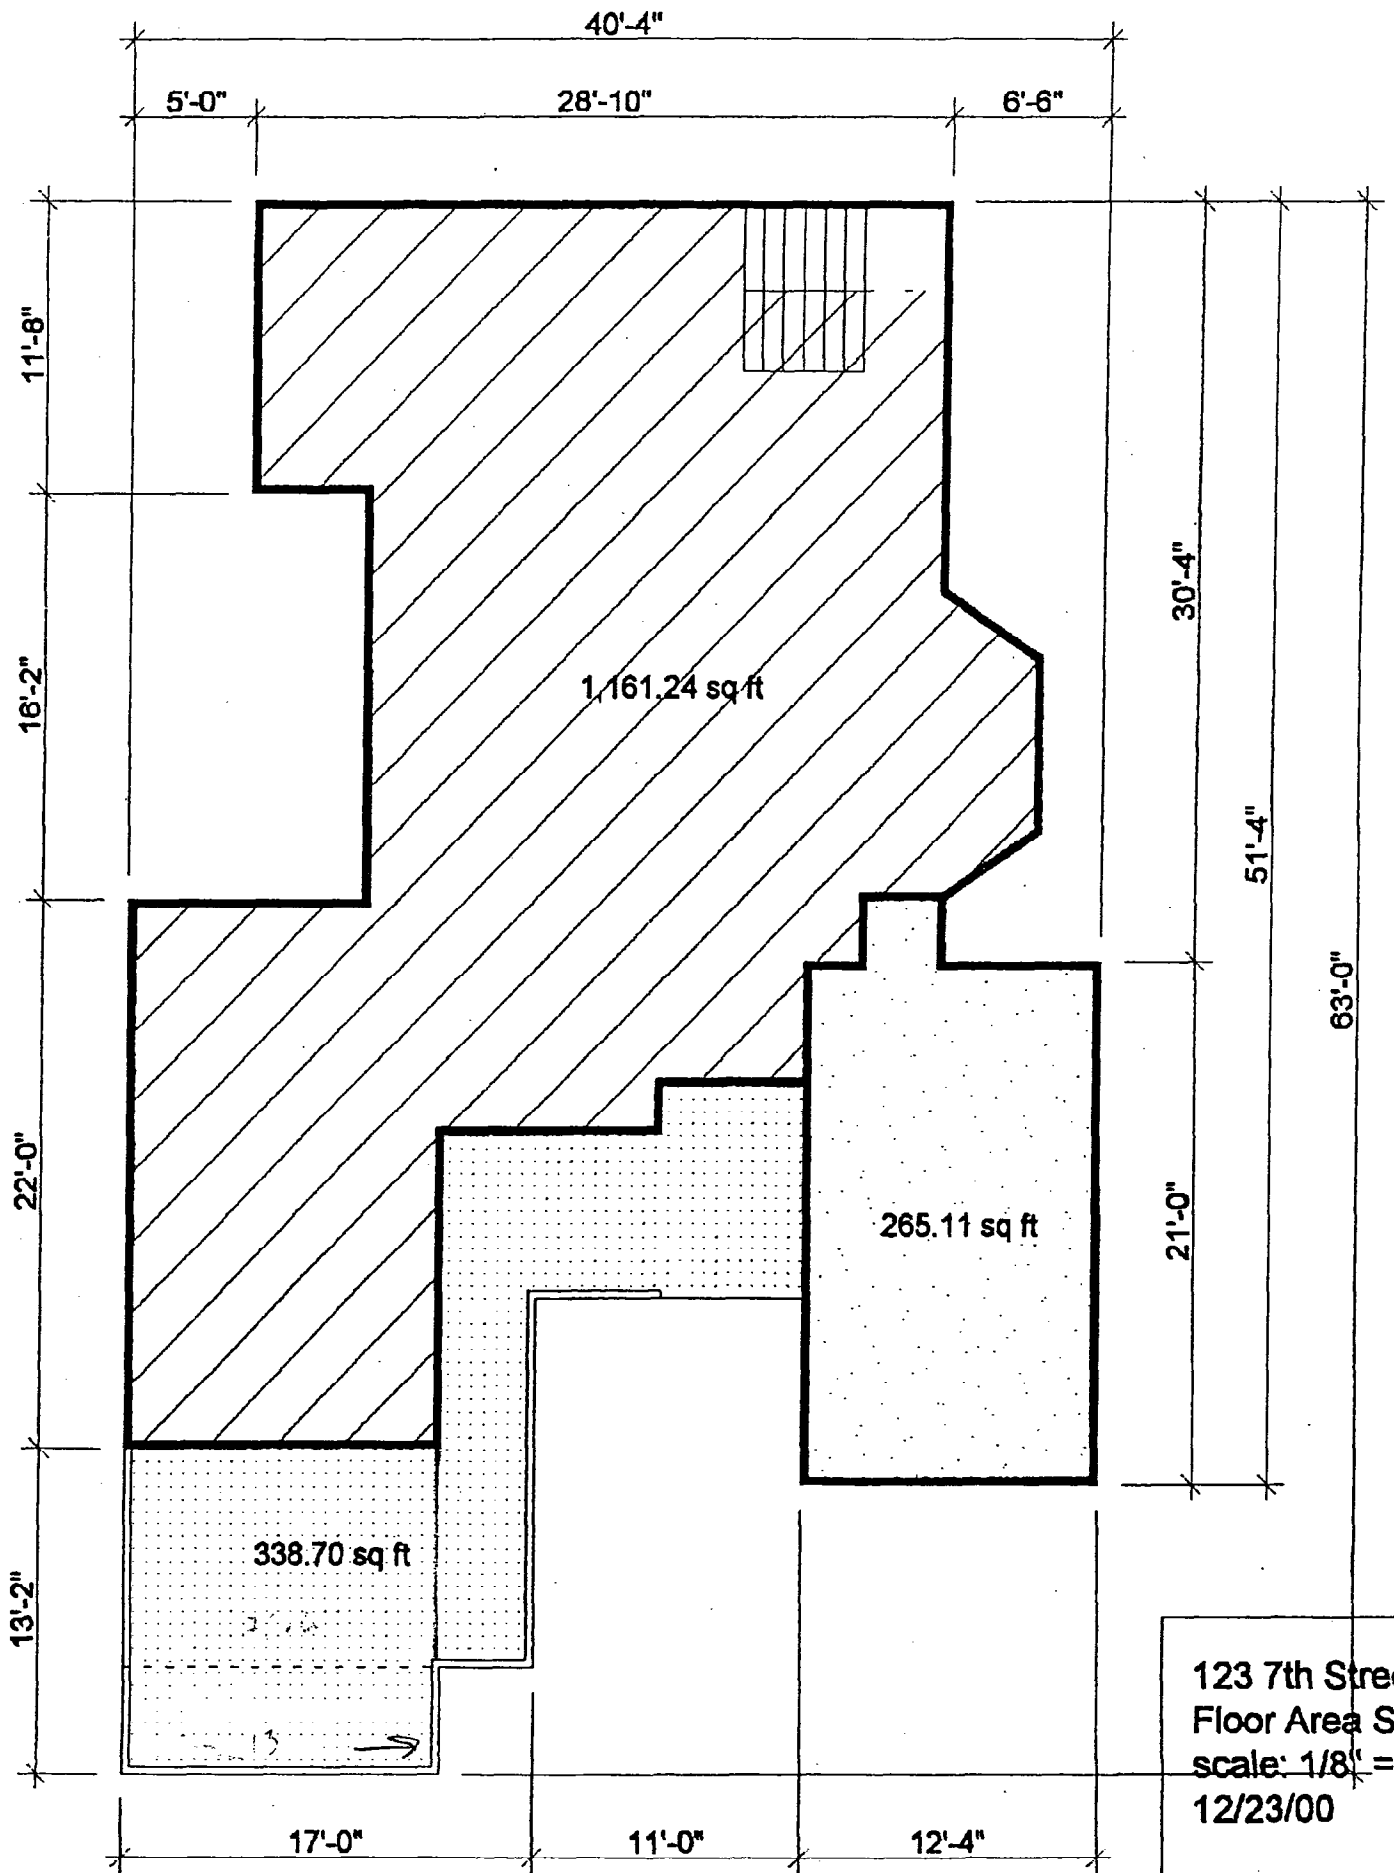 40'-4"
5'-0"
28'-10"
6'-6"
11'-8"
30'-4"
16'-2"
1,161.24 sq ft
51'-4"
63'-0"
22'-0"
21'-0"
265.11 sq ft
338.70 sq ft
13'-2"
13
123 7th Stree
Floor Area S
scale: 1/8" =
12/23/00
17'-0"
11'-0"
12'-4"